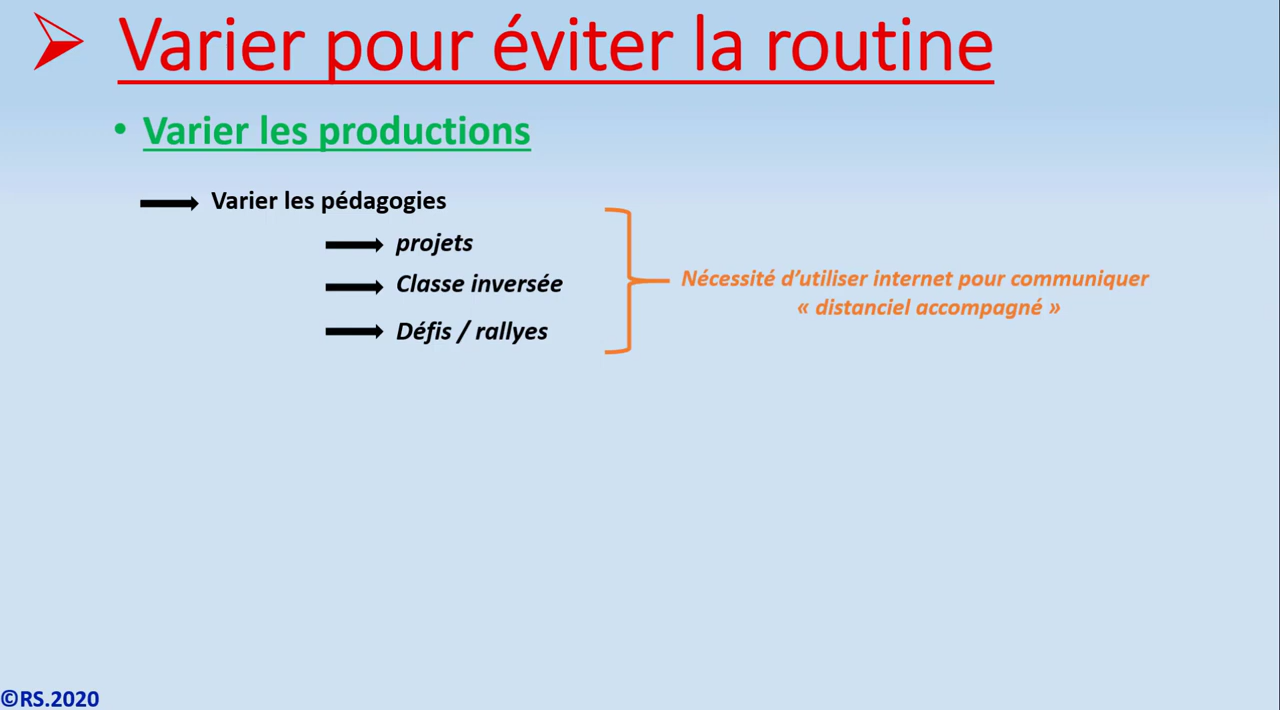 Varier pour éviter la routine
• Varier les productions
Varier les pédagogies
projets
Classe inversée
Défis / rallyes
Nécessité d’utiliser internet pour communiquer
« distanciel accompagné »
©RS.2020